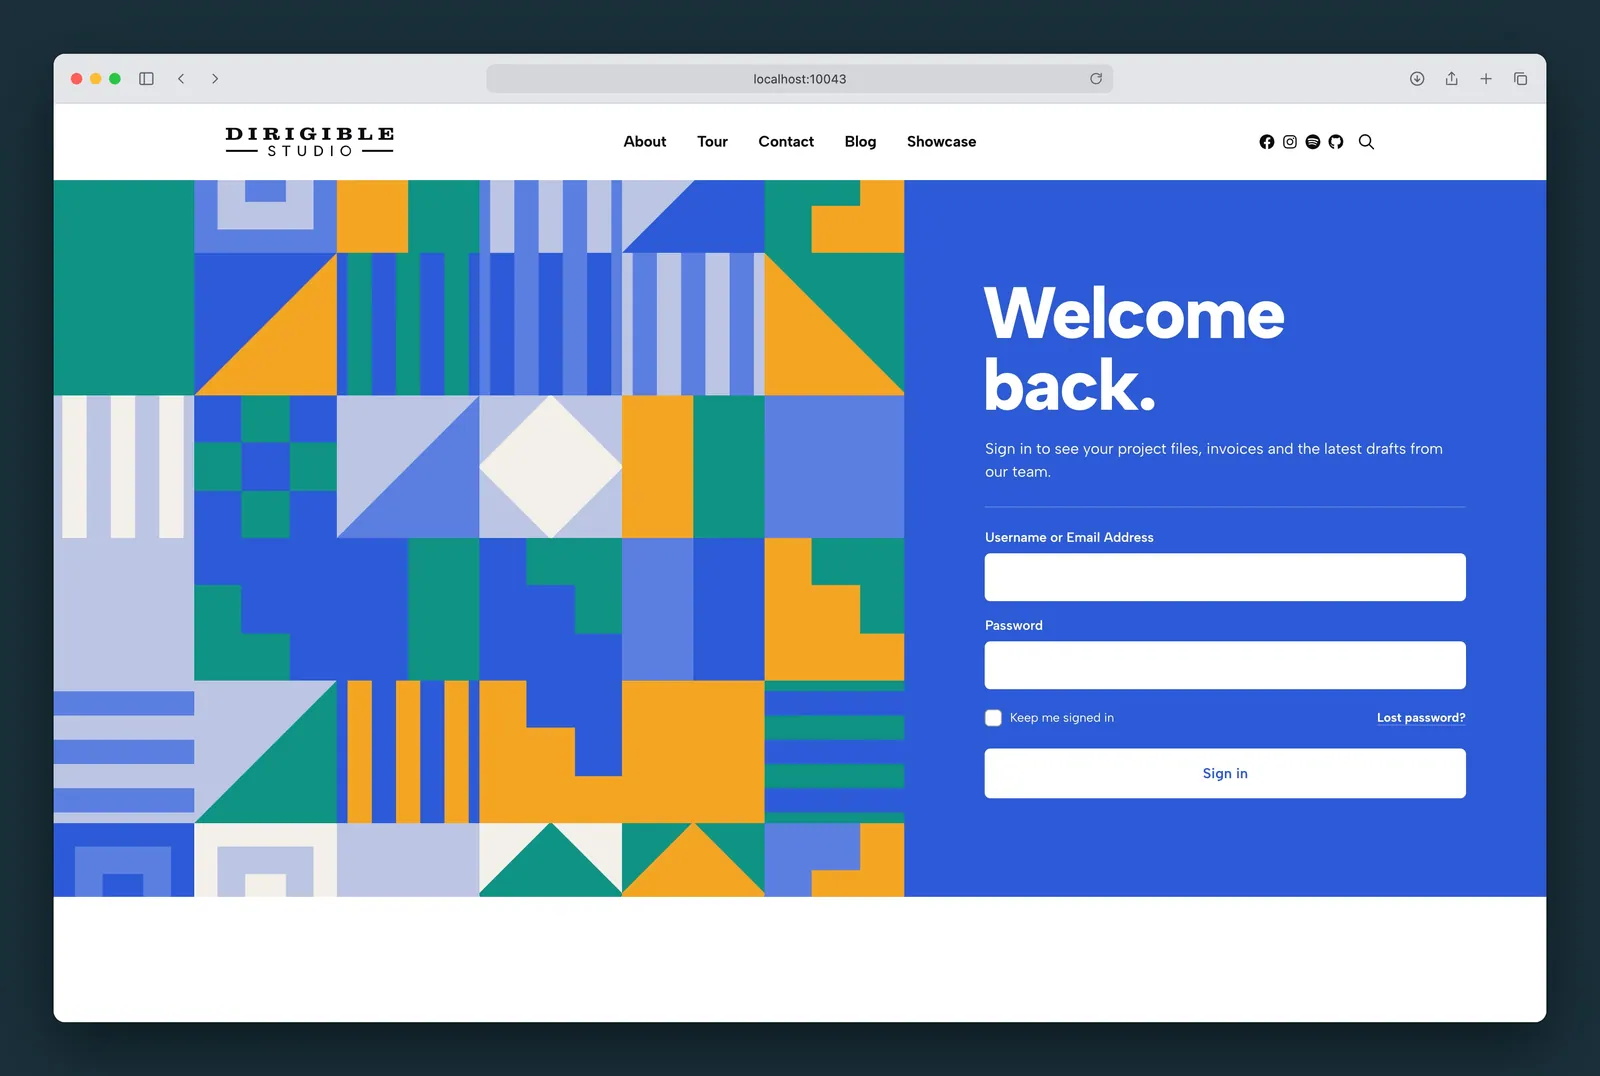 localhost:10043
DIRIGIBLE
STUDIO
About Tour Contact Blog Showcase
Welcome
back.
Sign in to see your project files, invoices and the latest drafts from
our team.
Username or Email Address
Password
Keep me signed in Lost password?
Sign in